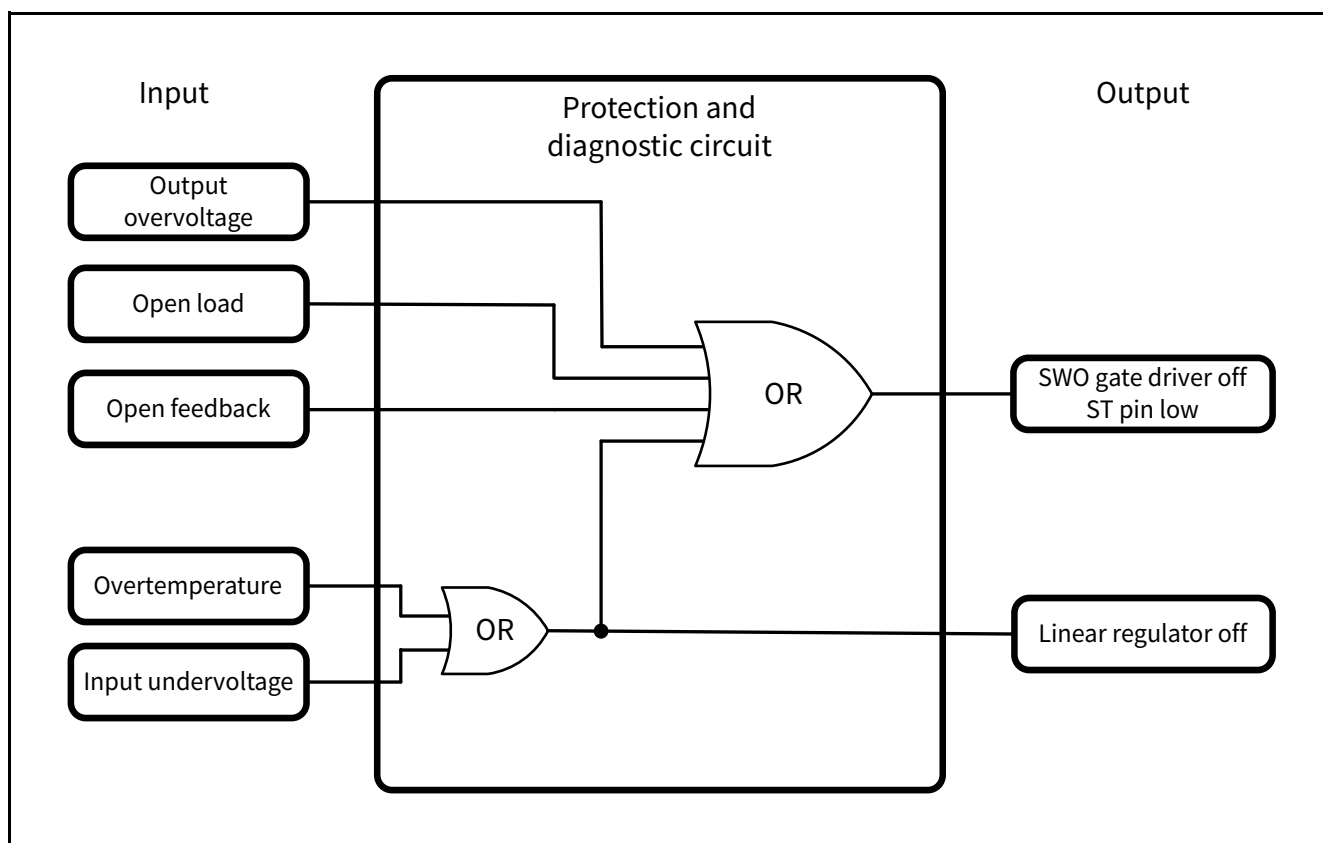 Input
Protection and
diagnostic circuit
Output
Output
overvoltage
Open load
Open feedback
Overtemperature
Input undervoltage
OR
OR
SWO gate driver off
ST pin low
Linear regulator off